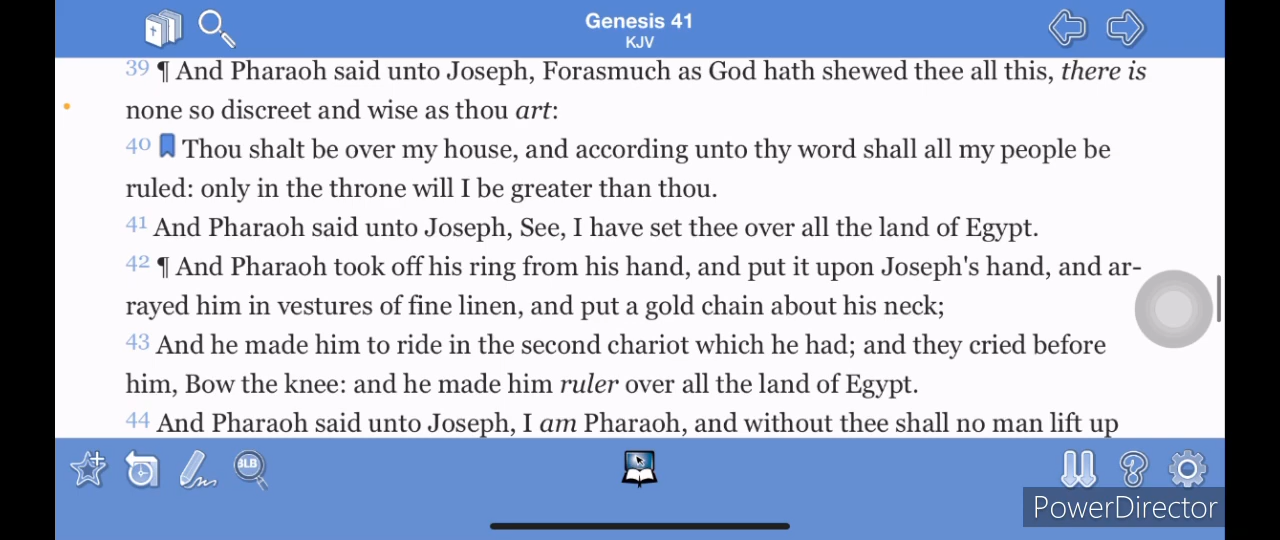 Genesis 41
KJV
39 ¶ And Pharaoh said unto Joseph, Forasmuch as God hath shewed thee all this, there is
none so discreet and wise as thou art:
40 Thou shalt be over my house, and according unto thy word shall all my people be
ruled: only in the throne will I be greater than thou.
41 And Pharaoh said unto Joseph, See, I have set thee over all the land of Egypt.
42 ¶ And Pharaoh took off his ring from his hand, and put it upon Joseph's hand, and ar-
rayed him in vestures of fine linen, and put a gold chain about his neck;
43 And he made him to ride in the second chariot which he had; and they cried before
him, Bow the knee: and he made him ruler over all the land of Egypt.
44 And Pharaoh said unto Joseph, I am Pharaoh, and without thee shall no man lift up
BLB
PowerDirector